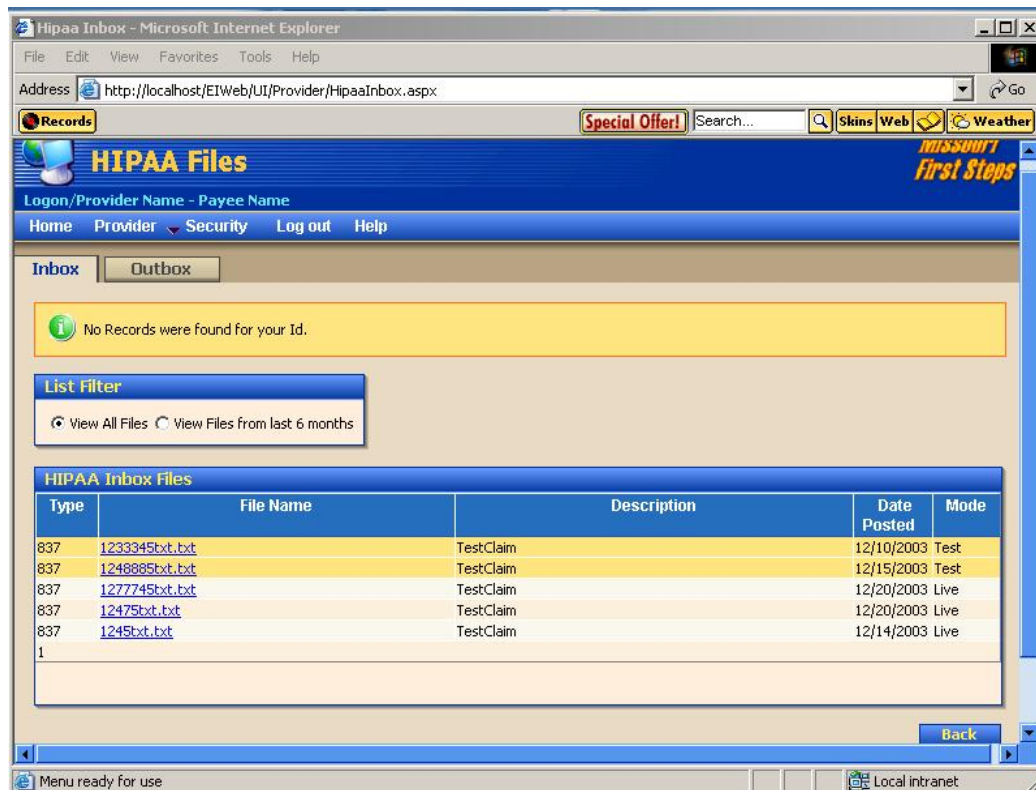 Hipaa Inbox - Microsoft Internet Explorer
File Edit View Favorites Tools Help
Address http://localhost/EIWeb/UI/Provider/HipaaInbox.aspx Go
Records Special Offer! Search... Skins Web Weather
HIPAA Files Missouri
First Steps
Logon/Provider Name - Payee Name
Home Provider Security Log out Help
Inbox Outbox
No Records were found for your Id.
List Filter
View All Files View Files from last 6 months
HIPAA Inbox Files
Type File Name Description Date Posted Mode
837 1233345txt.txt TestClaim 12/10/2003 Test
837 1248885txt.txt TestClaim 12/15/2003 Test
837 1277745txt.txt TestClaim 12/20/2003 Live
837 12475txt.txt TestClaim 12/20/2003 Live
837 1245txt.txt TestClaim 12/14/2003 Live
1
Back
Menu ready for use Local intranet